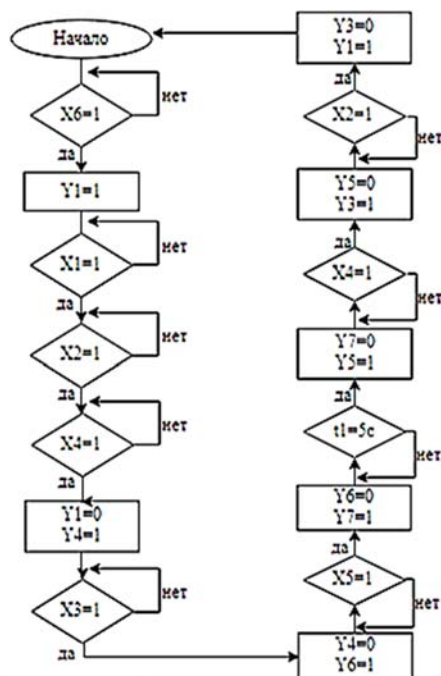 Начало
нет
X6=1
да
Y1=1
нет
X1=1
да
нет
X2=1
да
нет
X4=1
да
Y1=0
Y4=1
нет
X3=1
да
Y4=0
Y6=1
нет
X5=1
да
Y6=0
Y7=1
нет
t1=5c
да
Y7=0
Y5=1
нет
X4=1
да
Y5=0
Y3=1
нет
X2=1
да
Y3=0
Y1=1